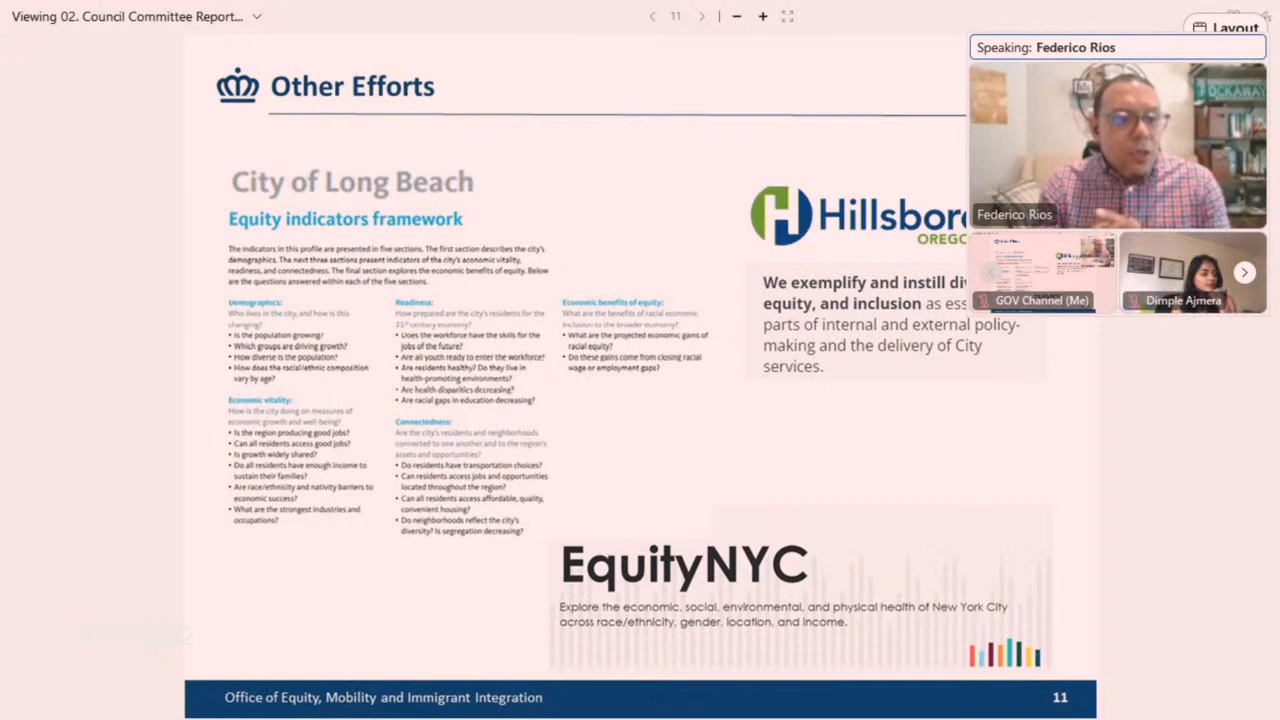 Viewing 02. Council Committee Report...
11
Layout
Speaking: Federico Rios
Other Efforts
City of Long Beach
Equity indicators framework
The indicators in this profile are presented in five sections. The first section describes the city's
demographics. The next three sections present indicators of the city's economic vitality,
readiness, and connectedness. The final section explores the economic benefits of equity. Below
are the questions answered within each of the five sections.
Demographics:
Who lives in the city, and how is this
changing?
• Is the population growing?
• Which groups are driving growth?
• How diverse is the population?
• How does the racial/ethnic composition
vary by age?
Economic vitality:
How is the city doing on measures of
economic growth and well-being?
• Is the region producing good jobs?
• Can all residents access good jobs?
• Is growth widely shared?
• Do all residents have enough income to
sustain their families?
• Are race/ethnicity and nativity barriers to
economic success?
• What are the strongest industries and
occupations?
Readiness:
How prepared are the city's residents for the
21st century economy?
• Does the workforce have the skills for the
jobs of the future?
• Are all youth ready to enter the workforce?
• Are residents healthy? Do they live in
health-promoting environments?
• Are health disparities decreasing?
• Are racial gaps in education decreasing?
Connectedness:
Are the city's residents and neighborhoods
connected to one another and to the region's
assets and opportunities?
• Do residents have transportation choices?
• Can residents access jobs and opportunities
located throughout the region?
• Can all residents access affordable, quality,
convenient housing?
• Do neighborhoods reflect the city's
diversity? Is segregation decreasing?
Economic benefits of equity:
What are the benefits of racial economic
inclusion to the broader economy?
• What are the projected economic gains of
racial equity?
• Do these gains come from closing racial
wage or employment gaps?
H Hillsbor
OREGO
We exemplify and instill di
equity, and inclusion as ess
parts of internal and external policy-
making and the delivery of City
services.
OCKAWAY
Federico Rios
GOV Channel (Me)
Dimple Ajmera
EquityNYC
Explore the economic, social, environmental, and physical health of New York City
across race/ethnicity, gender, location, and income.
Office of Equity, Mobility and Immigrant Integration
11